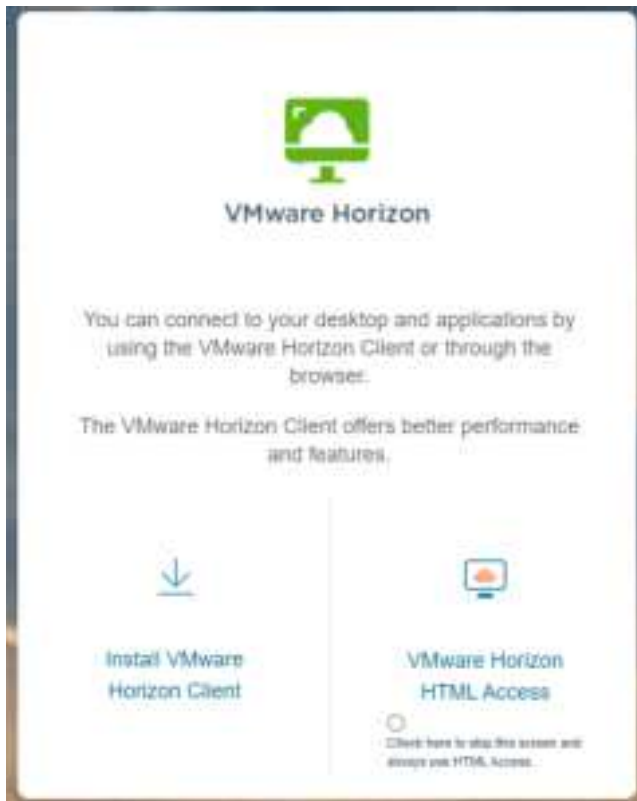 VMware Horizon
You can connect to your desktop and applications by
using the VMware Horizon Client or through the
browser.
The VMware Horizon Client offers better performance
and features.
Install VMware
Horizon Client
VMware Horizon
HTML Access
Check here to skip this screen and
always use HTML Access.